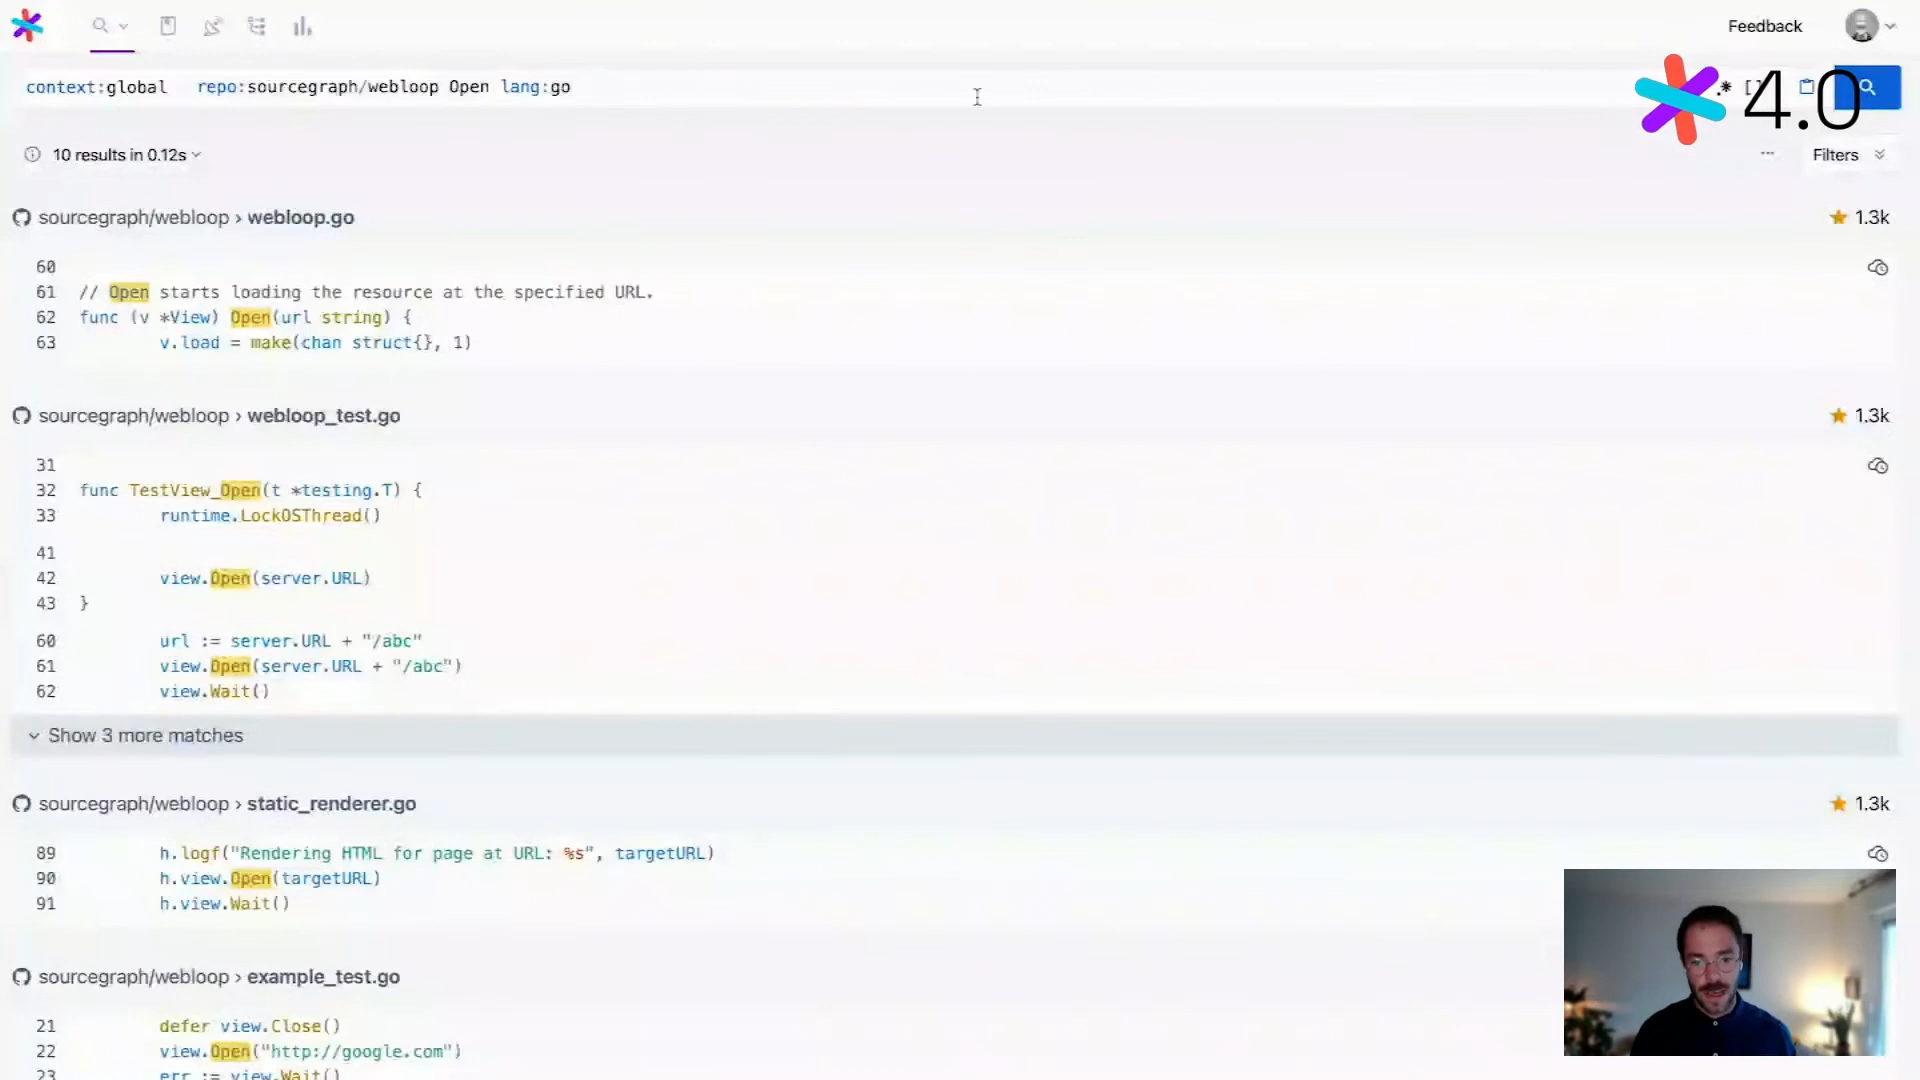 Feedback
context:global repo:sourcegraph/webloop Open lang:go
.*
4.0
10 results in 0.12s
...
Filters
sourcegraph/webloop › webloop.go
1.3k
60
61 // Open starts loading the resource at the specified URL.
62 func (v *View) Open(url string) {
63 v.load = make(chan struct{}, 1)
sourcegraph/webloop › webloop_test.go
1.3k
31
32 func TestView_Open(t *testing.T) {
33 runtime.LockOSThread()
41
42 view.Open(server.URL)
43 }
60 url := server.URL + "/abc"
61 view.Open(server.URL + "/abc")
62 view.Wait()
Show 3 more matches
sourcegraph/webloop › static_renderer.go
1.3k
89 h.logf("Rendering HTML for page at URL: %s", targetURL)
90 h.view.Open(targetURL)
91 h.view.Wait()
sourcegraph/webloop › example_test.go
21 defer view.Close()
22 view.Open("http://google.com")
23 err := view.Wait()